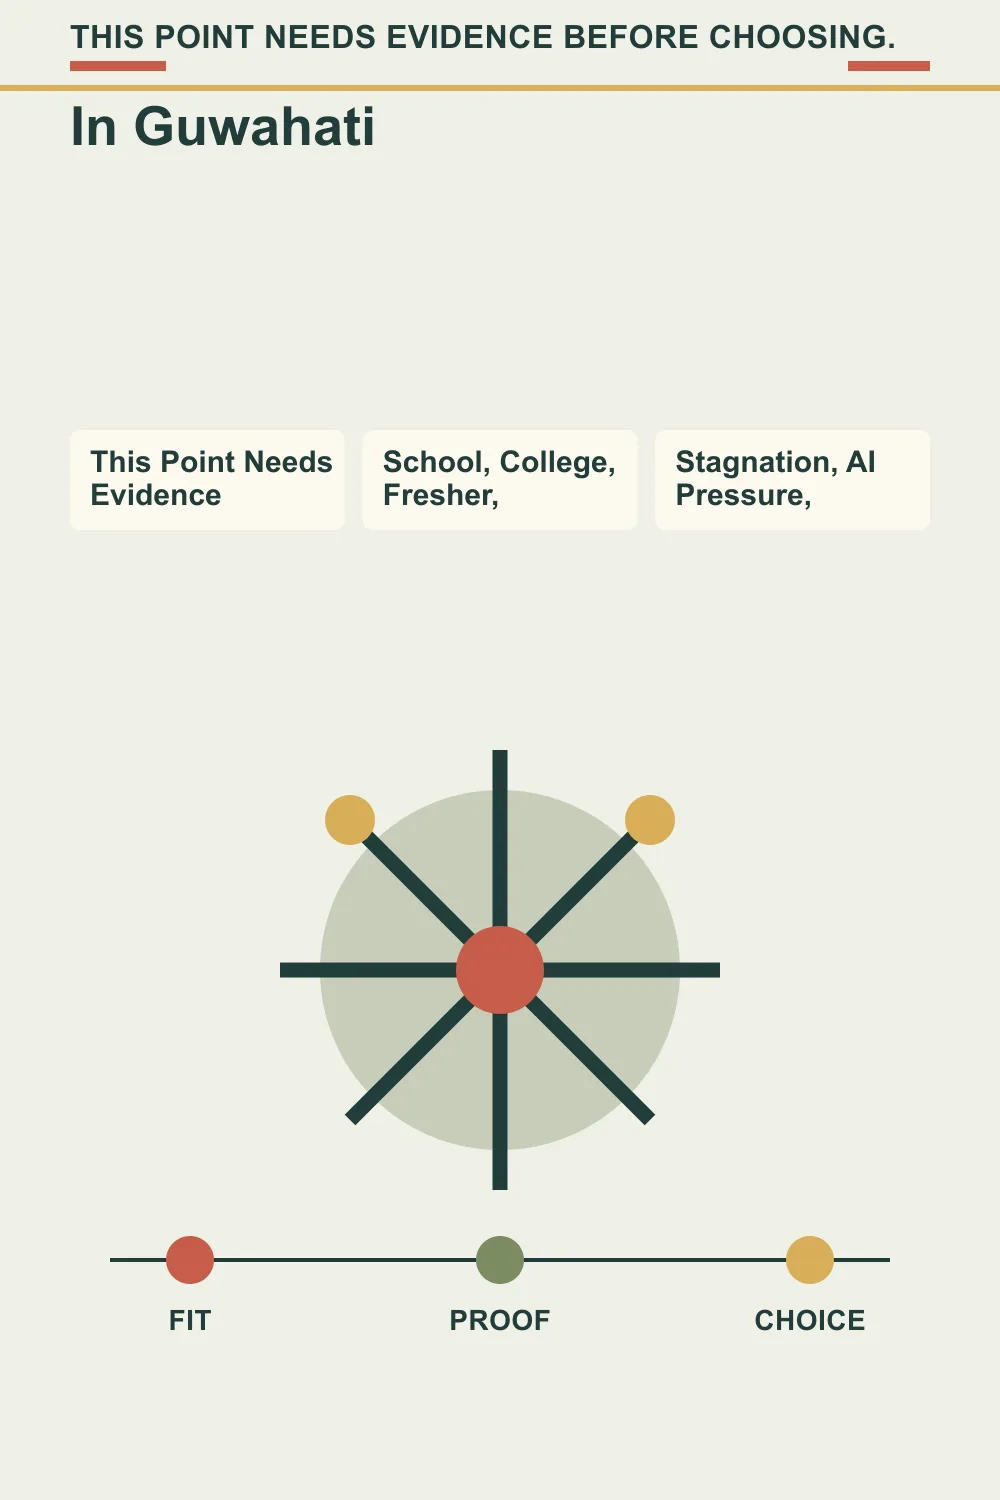 THIS POINT NEEDS EVIDENCE BEFORE CHOOSING.
In Guwahati
This Point Needs
Evidence
School, College,
Fresher,
Stagnation, AI
Pressure,
FIT
PROOF
CHOICE